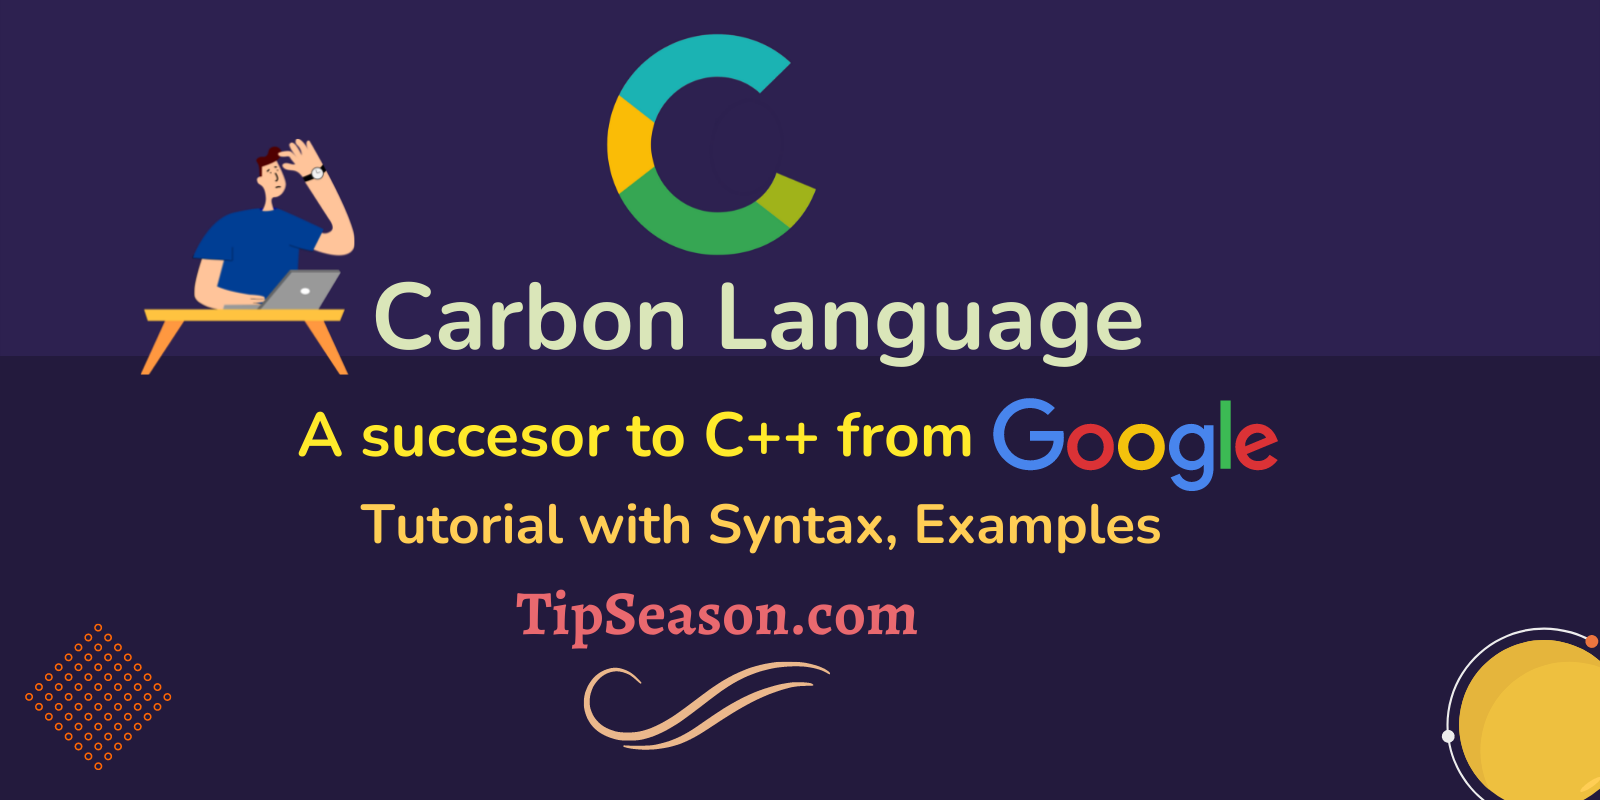 Carbon Language
A succesor to C++ from Google
Tutorial with Syntax, Examples
TipSeason.com